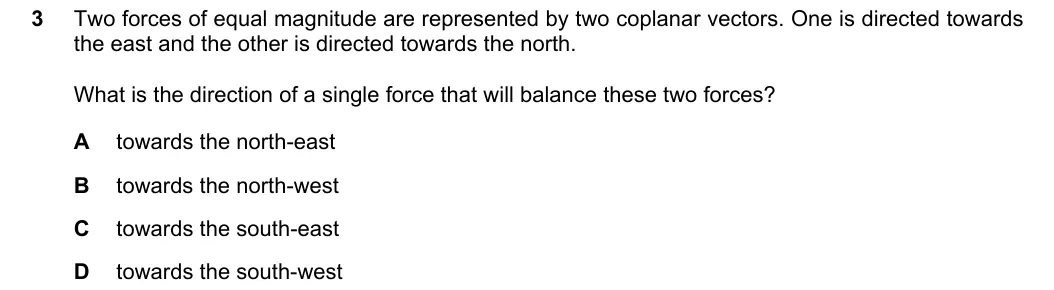 3 Two forces of equal magnitude are represented by two coplanar vectors. One is directed towards
the east and the other is directed towards the north.
What is the direction of a single force that will balance these two forces?
A towards the north-east
B towards the north-west
C towards the south-east
D towards the south-west